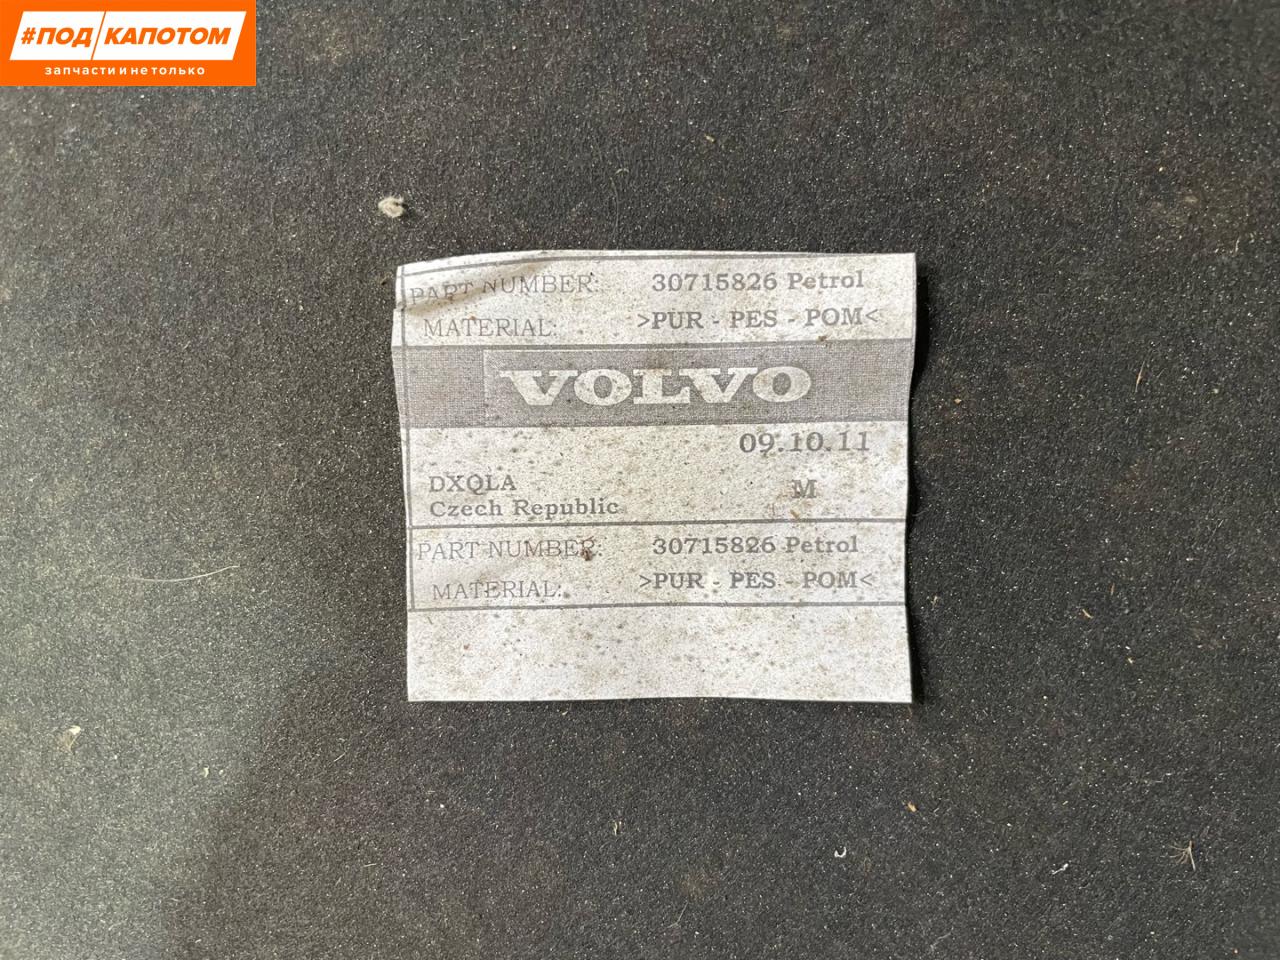 #ПОД КАПОТОМ
запчасти и не только
PART NUMBER: 30715826 Petrol
MATERIAL: >PUR - PES - POM<
VOLVO
09.10.11
DXQLA M
Czech Republic
PART NUMBER: 30715826 Petrol
MATERIAL: >PUR - PES - POM<